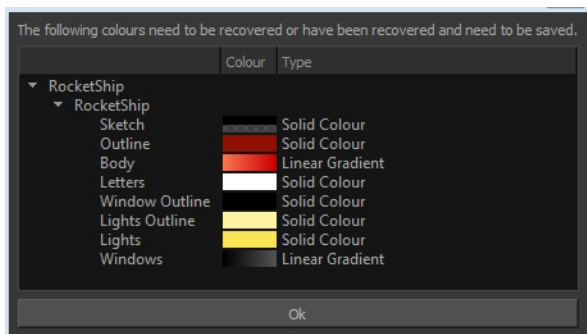 The following colours need to be recovered or have been recovered and need to be saved.
Colour Type
RocketShip
RocketShip
Sketch Solid Colour
Outline Solid Colour
Body Linear Gradient
Letters Solid Colour
Window Outline Solid Colour
Lights Outline Solid Colour
Lights Solid Colour
Windows Linear Gradient
Ok